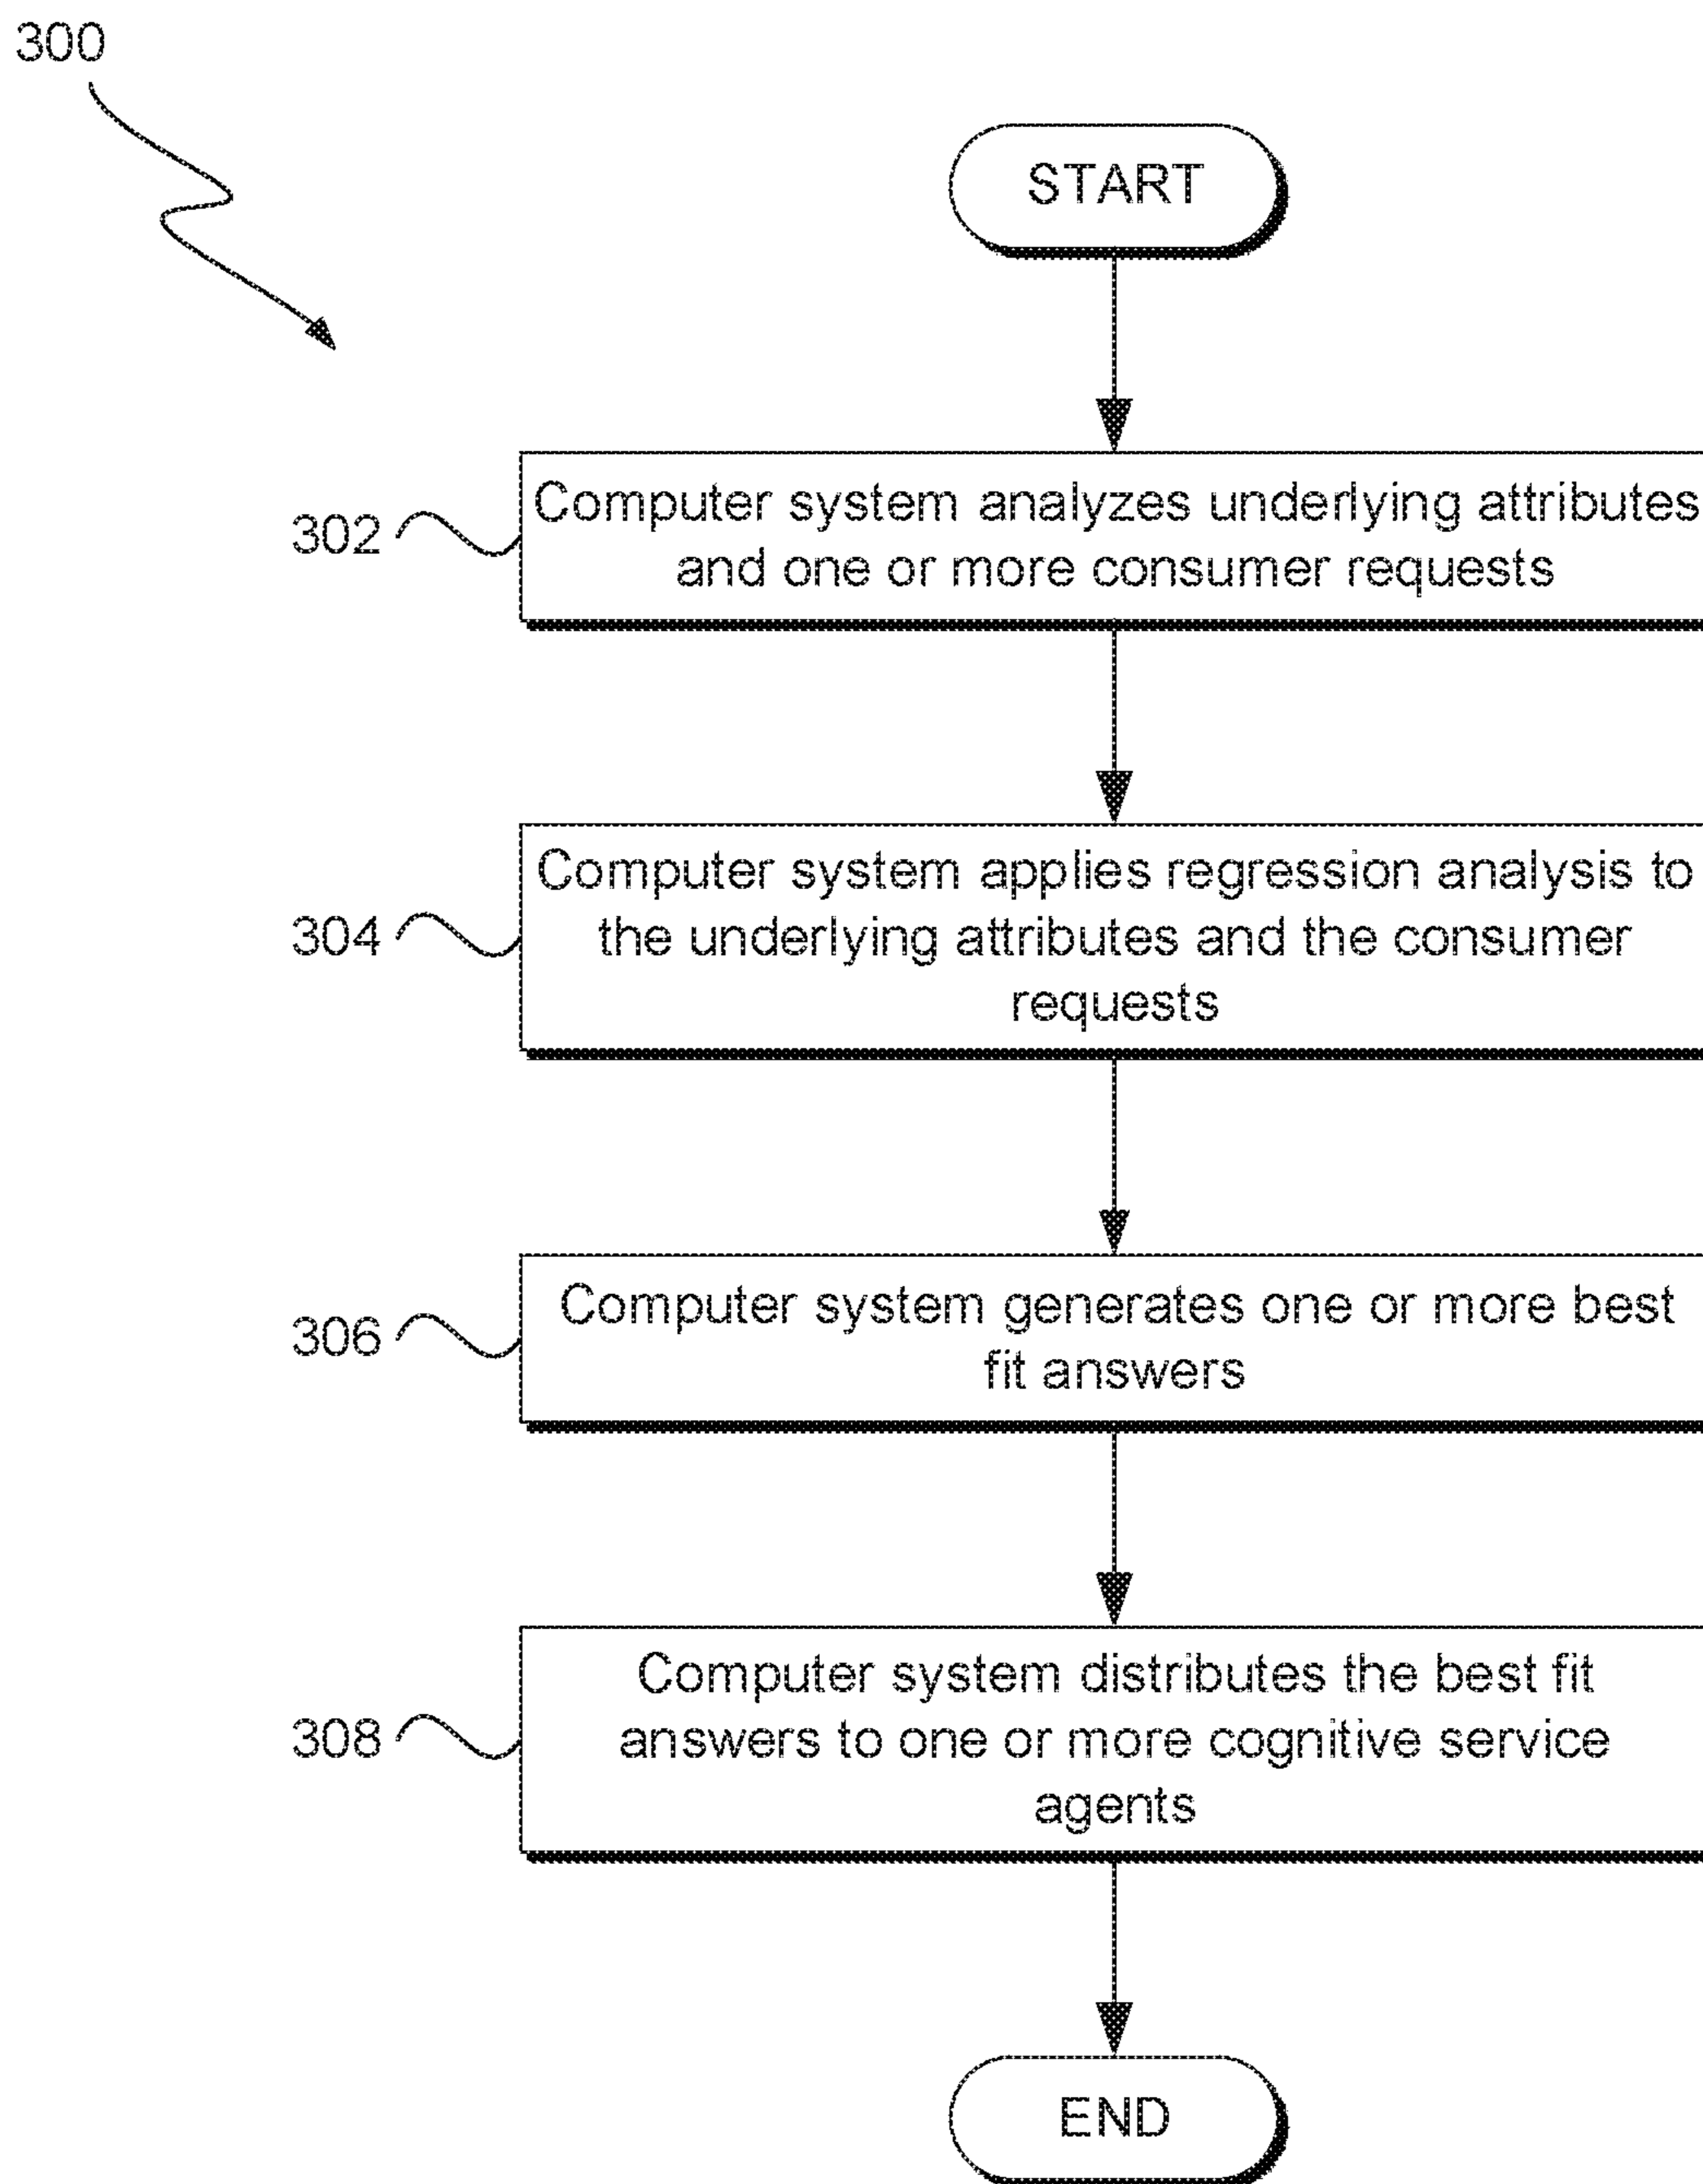 300
START
302
Computer system analyzes underlying attributes
and one or more consumer requests
304
Computer system applies regression analysis to
the underlying attributes and the consumer
requests
306
Computer system generates one or more best
fit answers
308
Computer system distributes the best fit
answers to one or more cognitive service
agents
END